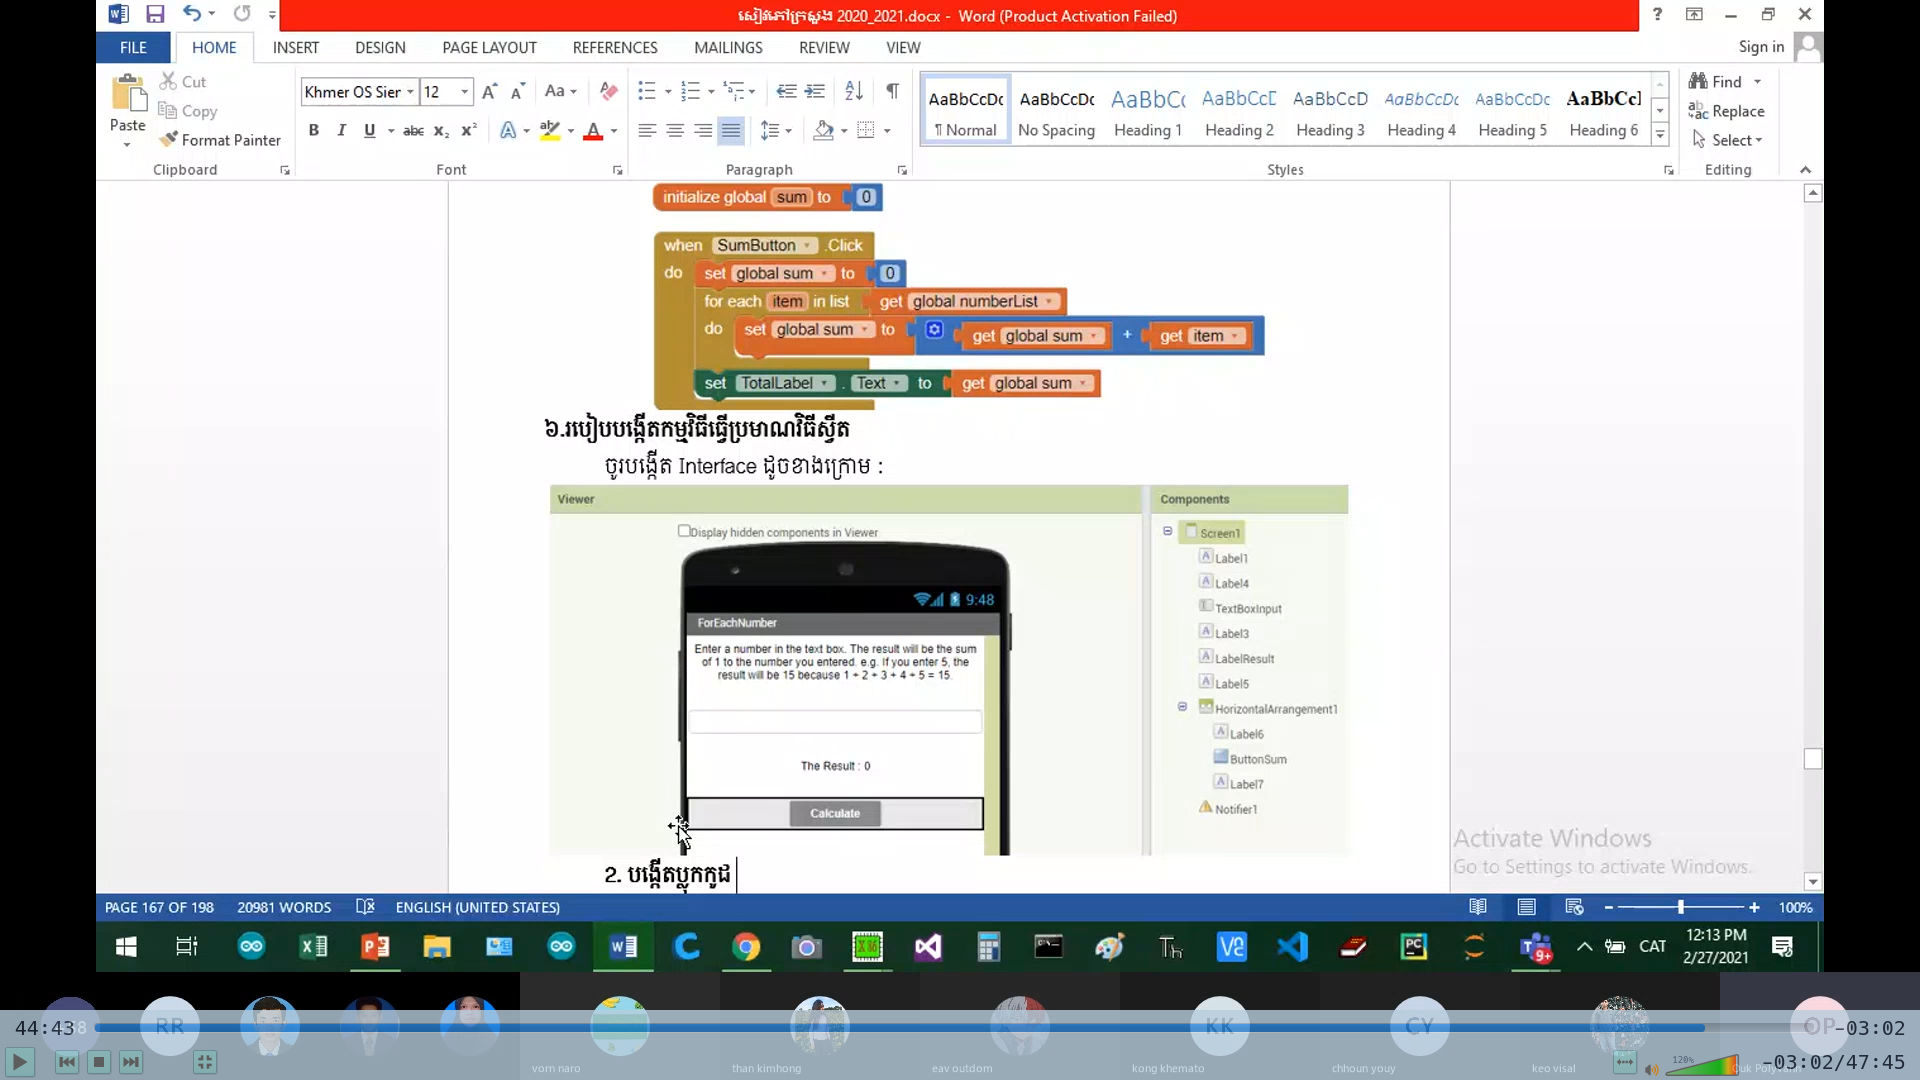 សៀវភៅក្រសួង 2020_2021.docx - Word (Product Activation Failed)
FILE HOME INSERT DESIGN PAGE LAYOUT REFERENCES MAILINGS REVIEW VIEW
Sign in
Paste
Cut
Copy
Format Painter
Clipboard
Khmer OS Sier 12
Font
Paragraph
AaBbCcDc AaBbCcDc AaBbC AaBbCcD AaBbCcD AaBbCcDc AaBbCcDc AaBbCc
¶ Normal No Spacing Heading 1 Heading 2 Heading 3 Heading 4 Heading 5 Heading 6
Styles
Find
Replace
Select
Editing
initialize global sum to 0
when SumButton .Click
do set global sum to 0
for each item in list get global numberList
do set global sum to get global sum + get item
set TotalLabel . Text to get global sum
៦.របៀបបង្កើតកម្មវិធីធ្វើប្រមាណវិធីស្វីត
ចូរបង្កើត Interface ដូចខាងក្រោម :
Viewer
Display hidden components in Viewer
9:48
ForEachNumber
Enter a number in the text box. The result will be the sum
of 1 to the number you entered. e.g. If you enter 5, the
result will be 15 because 1 + 2 + 3 + 4 + 5 = 15.
The Result : 0
Calculate
Components
Screen1
Label1
Label4
TextBoxInput
Label3
LabelResult
Label5
HorizontalArrangement1
Label6
ButtonSum
Label7
Notifier1
2. បង្កើតប្លុកកូដ
Activate Windows
Go to Settings to activate Windows.
PAGE 167 OF 198 20981 WORDS ENGLISH (UNITED STATES) 100%
CAT
12:13 PM
2/27/2021
RR KK CY OP
44:43 -03:02
120%
-03:02/47:45
vorn naro than kimhong eav outdom kong khemato chhoun youy keo visal